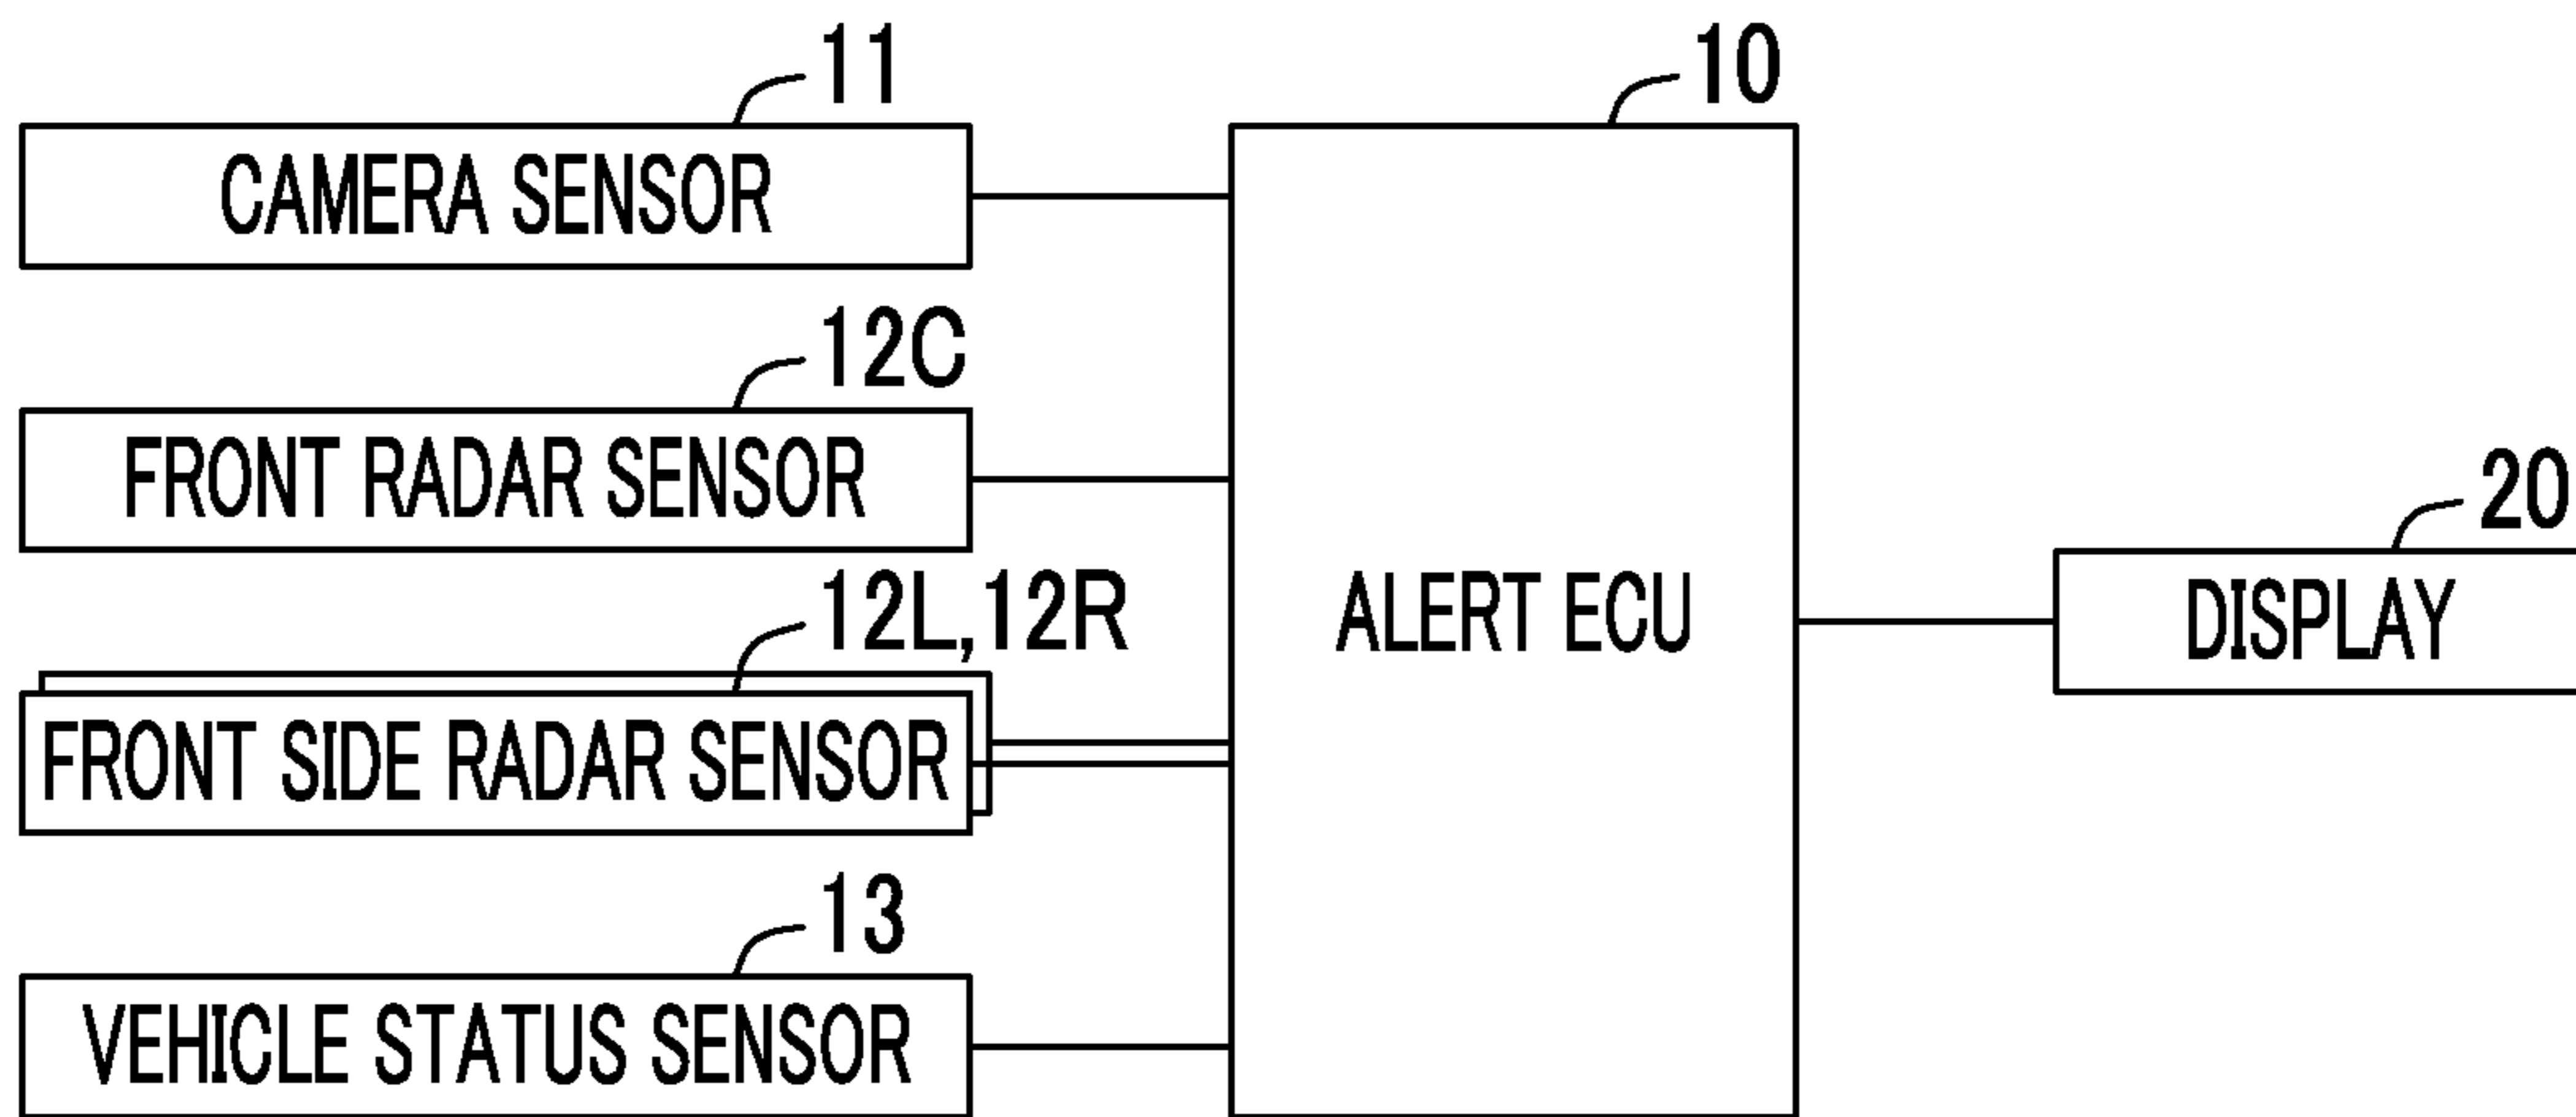 11
CAMERA SENSOR
12C
FRONT RADAR SENSOR
12L,12R
FRONT SIDE RADAR SENSOR
13
VEHICLE STATUS SENSOR
10
ALERT ECU
20
DISPLAY